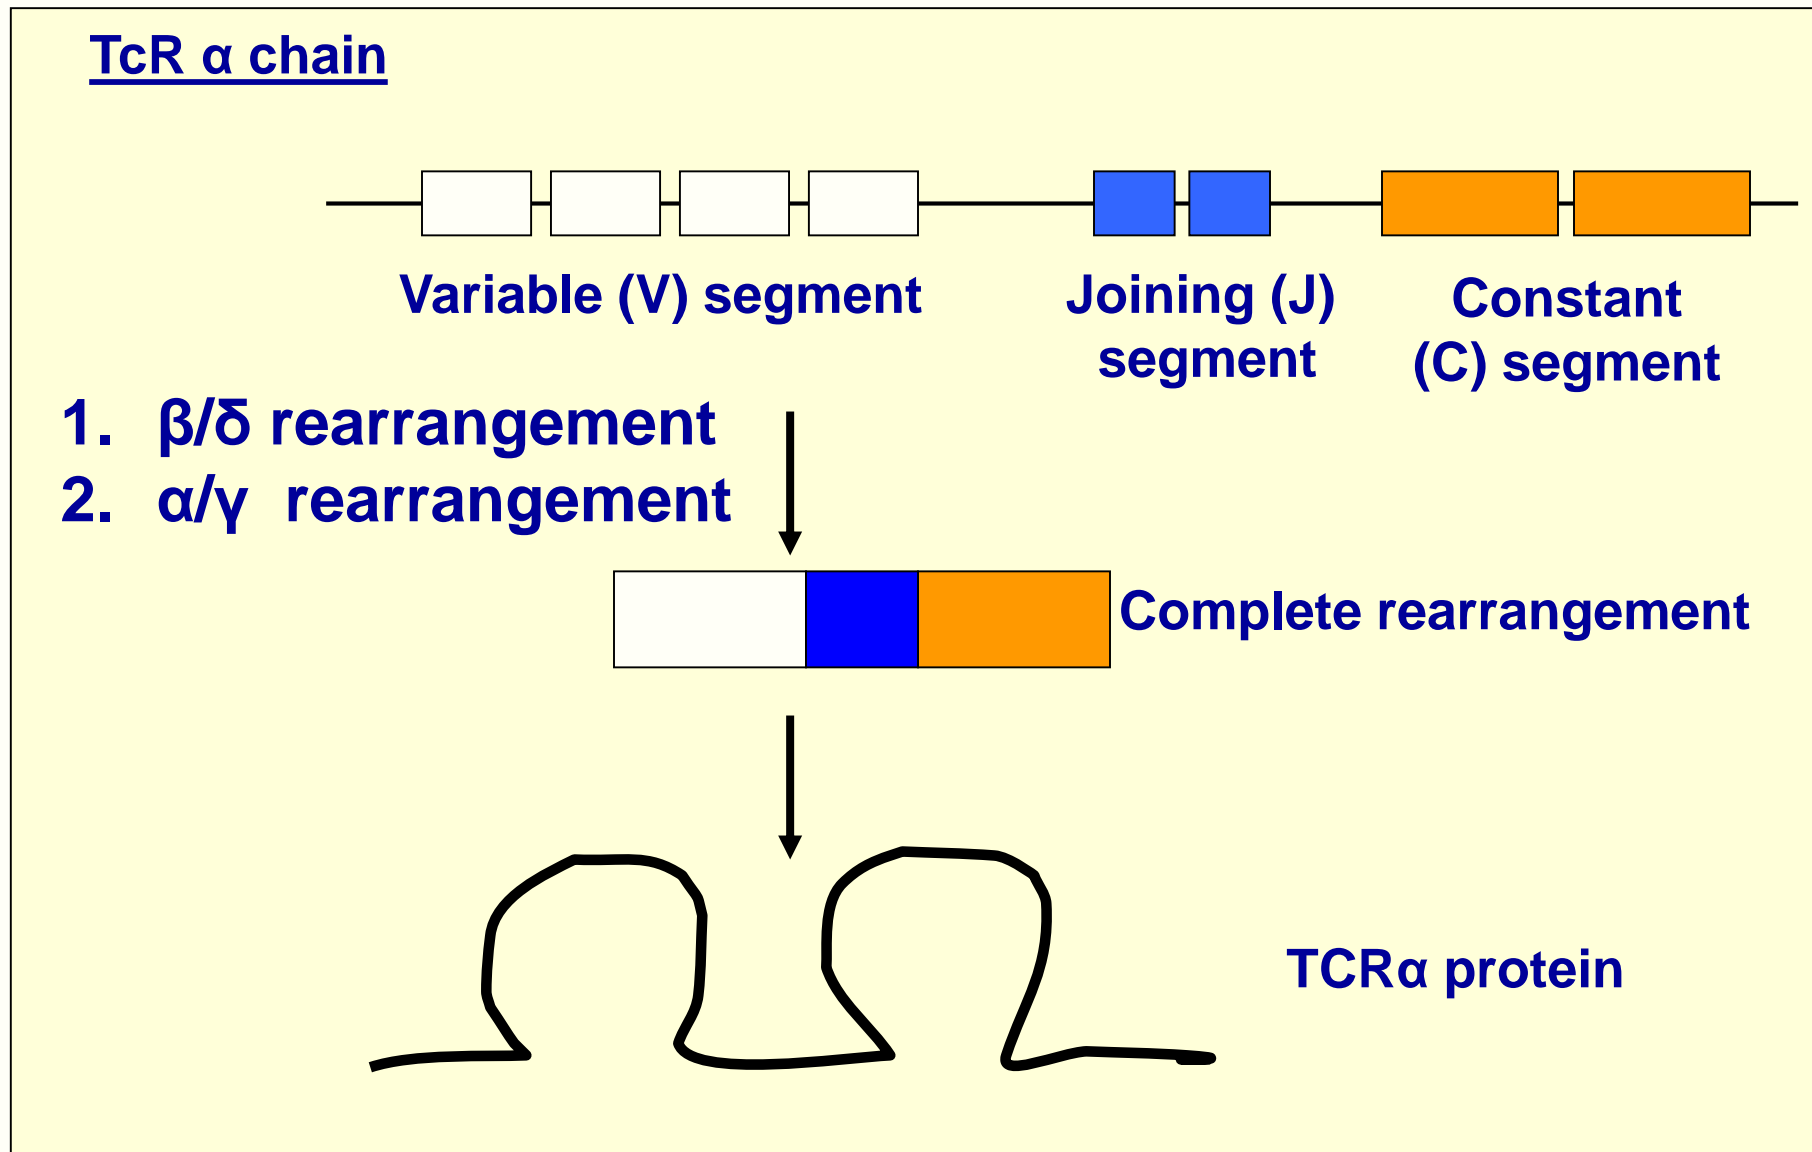 TcR α chain
Variable (V) segment
Joining (J)
segment
Constant
(C) segment
1. β/δ rearrangement
2. α/γ rearrangement
Complete rearrangement
TCRα protein